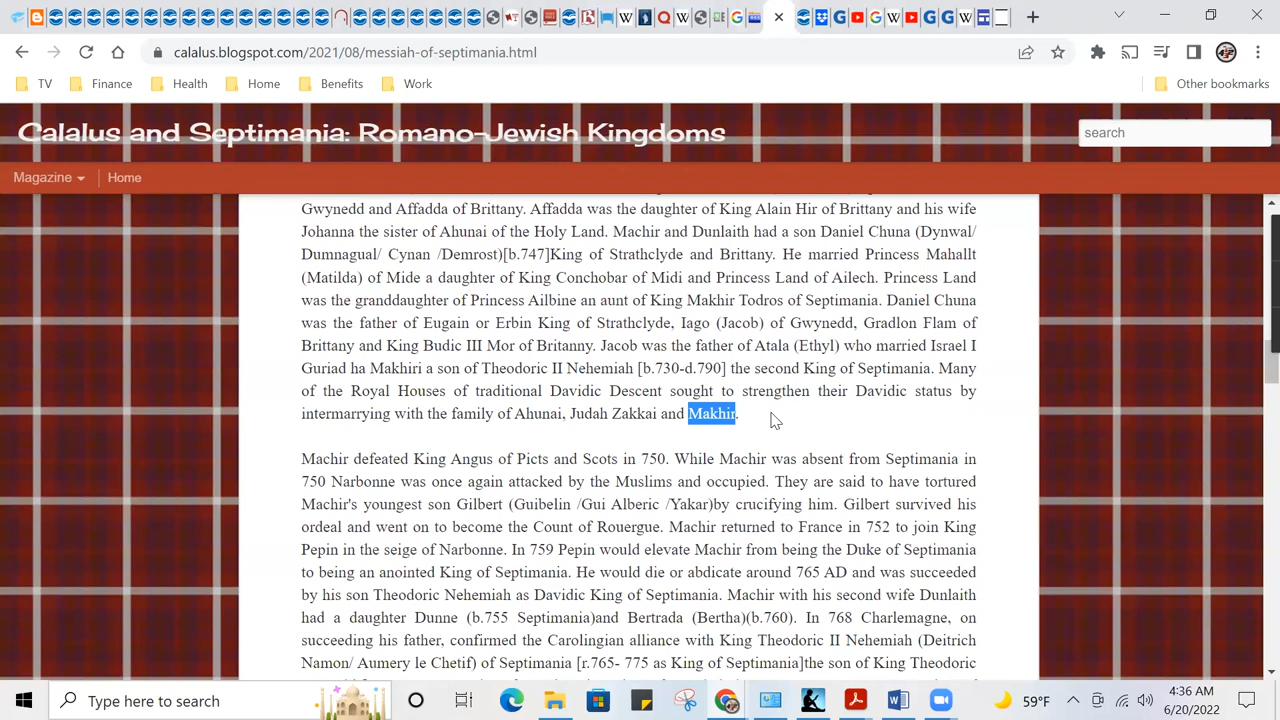 calalus.blogspot.com/2021/08/messiah-of-septimania.html
TV
Finance
Health
Home
Benefits
Work
Other bookmarks
Calalus and Septimania: Romano-Jewish Kingdoms
search
Magazine
Home
Gwynedd and Affadda of Brittany. Affadda was the daughter of King Alain Hir of Brittany and his wife
Johanna the sister of Ahunai of the Holy Land. Machir and Dunlaith had a son Daniel Chuna (Dynwal/
Dumnagual/ Cynan /Demrost)[b.747]King of Strathclyde and Brittany. He married Princess Mahallt
(Matilda) of Mide a daughter of King Conchobar of Midi and Princess Land of Ailech. Princess Land
was the granddaughter of Princess Ailbine an aunt of King Makhir Todros of Septimania. Daniel Chuna
was the father of Eugain or Erbin King of Strathclyde, Iago (Jacob) of Gwynedd, Gradlon Flam of
Brittany and King Budic III Mor of Britanny. Jacob was the father of Atala (Ethyl) who married Israel I
Guriad ha Makhiri a son of Theodoric II Nehemiah [b.730-d.790] the second King of Septimania. Many
of the Royal Houses of traditional Davidic Descent sought to strengthen their Davidic status by
intermarrying with the family of Ahunai, Judah Zakkai and Makhir.
Machir defeated King Angus of Picts and Scots in 750. While Machir was absent from Septimania in
750 Narbonne was once again attacked by the Muslims and occupied. They are said to have tortured
Machir's youngest son Gilbert (Guibelin /Gui Alberic /Yakar)by crucifying him. Gilbert survived his
ordeal and went on to become the Count of Rouergue. Machir returned to France in 752 to join King
Pepin in the seige of Narbonne. In 759 Pepin would elevate Machir from being the Duke of Septimania
to being an anointed King of Septimania. He would die or abdicate around 765 AD and was succeeded
by his son Theodoric Nehemiah as Davidic King of Septimania. Machir with his second wife Dunlaith
had a daughter Dunne (b.755 Septimania)and Bertrada (Bertha)(b.760). In 768 Charlemagne, on
succeeding his father, confirmed the Carolingian alliance with King Theodoric II Nehemiah (Deitrich
Namon/ Aumery le Chetif) of Septimania [r.765- 775 as King of Septimania]the son of King Theodoric
Type here to search
59°F
4:36 AM
6/20/2022